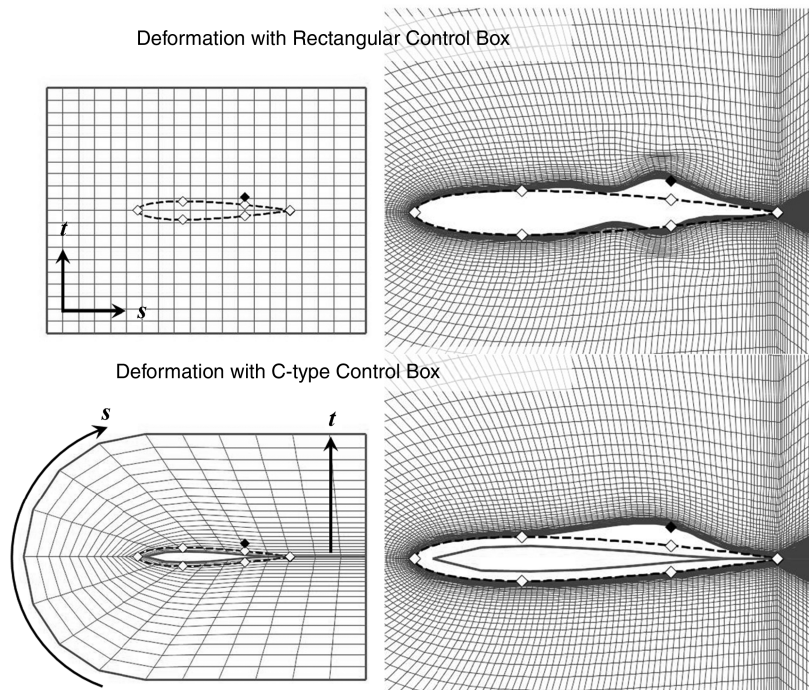 Deformation with Rectangular Control Box
t
s
Deformation with C-type Control Box
s
t